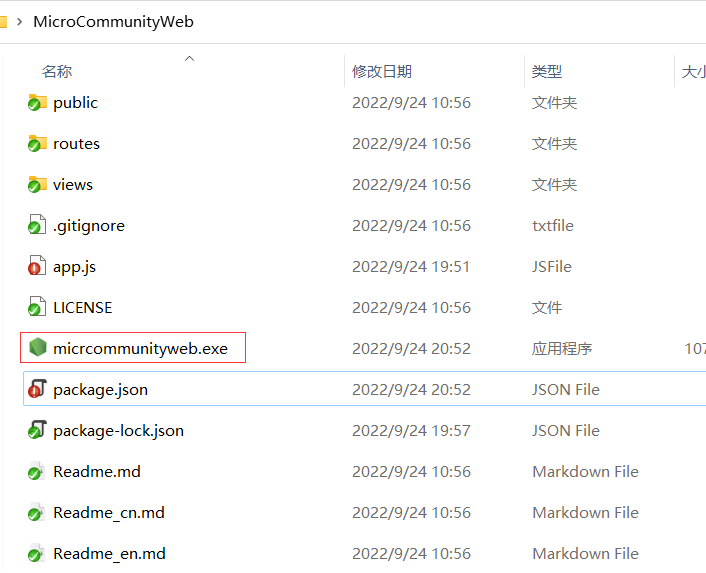 MicroCommunityWeb
名称 修改日期 类型 大小
public 2022/9/24 10:56 文件夹
routes 2022/9/24 10:56 文件夹
views 2022/9/24 10:56 文件夹
.gitignore 2022/9/24 10:56 txtfile
app.js 2022/9/24 19:51 JSFile
LICENSE 2022/9/24 10:56 文件
micrcommunityweb.exe 2022/9/24 20:52 应用程序 107
package.json 2022/9/24 20:52 JSON File
package-lock.json 2022/9/24 19:57 JSON File
Readme.md 2022/9/24 10:56 Markdown File
Readme_cn.md 2022/9/24 10:56 Markdown File
Readme_en.md 2022/9/24 10:56 Markdown File